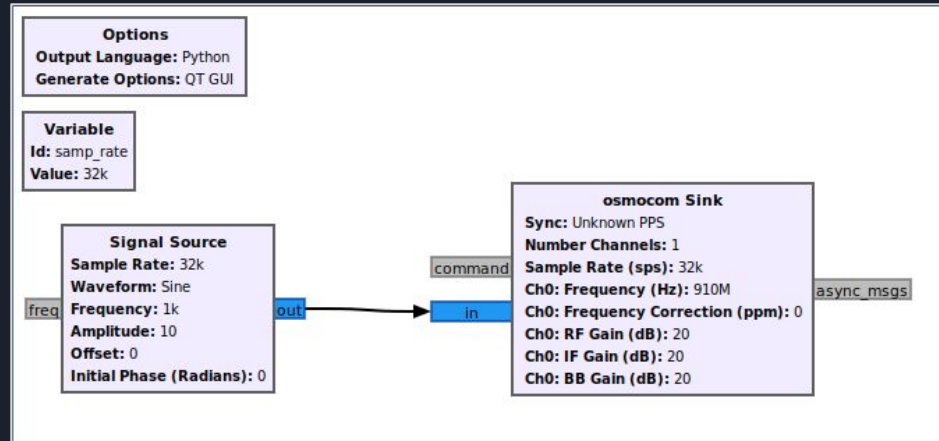 Options
Output Language: Python
Generate Options: QT GUI
Variable
Id: samp_rate
Value: 32k
Signal Source
Sample Rate: 32k
Waveform: Sine
Frequency: 1k
Amplitude: 10
Offset: 0
Initial Phase (Radians): 0
freq
out
osmocom Sink
Sync: Unknown PPS
Number Channels: 1
Sample Rate (sps): 32k
Ch0: Frequency (Hz): 910M
Ch0: Frequency Correction (ppm): 0
Ch0: RF Gain (dB): 20
Ch0: IF Gain (dB): 20
Ch0: BB Gain (dB): 20
command
in
async_msgs